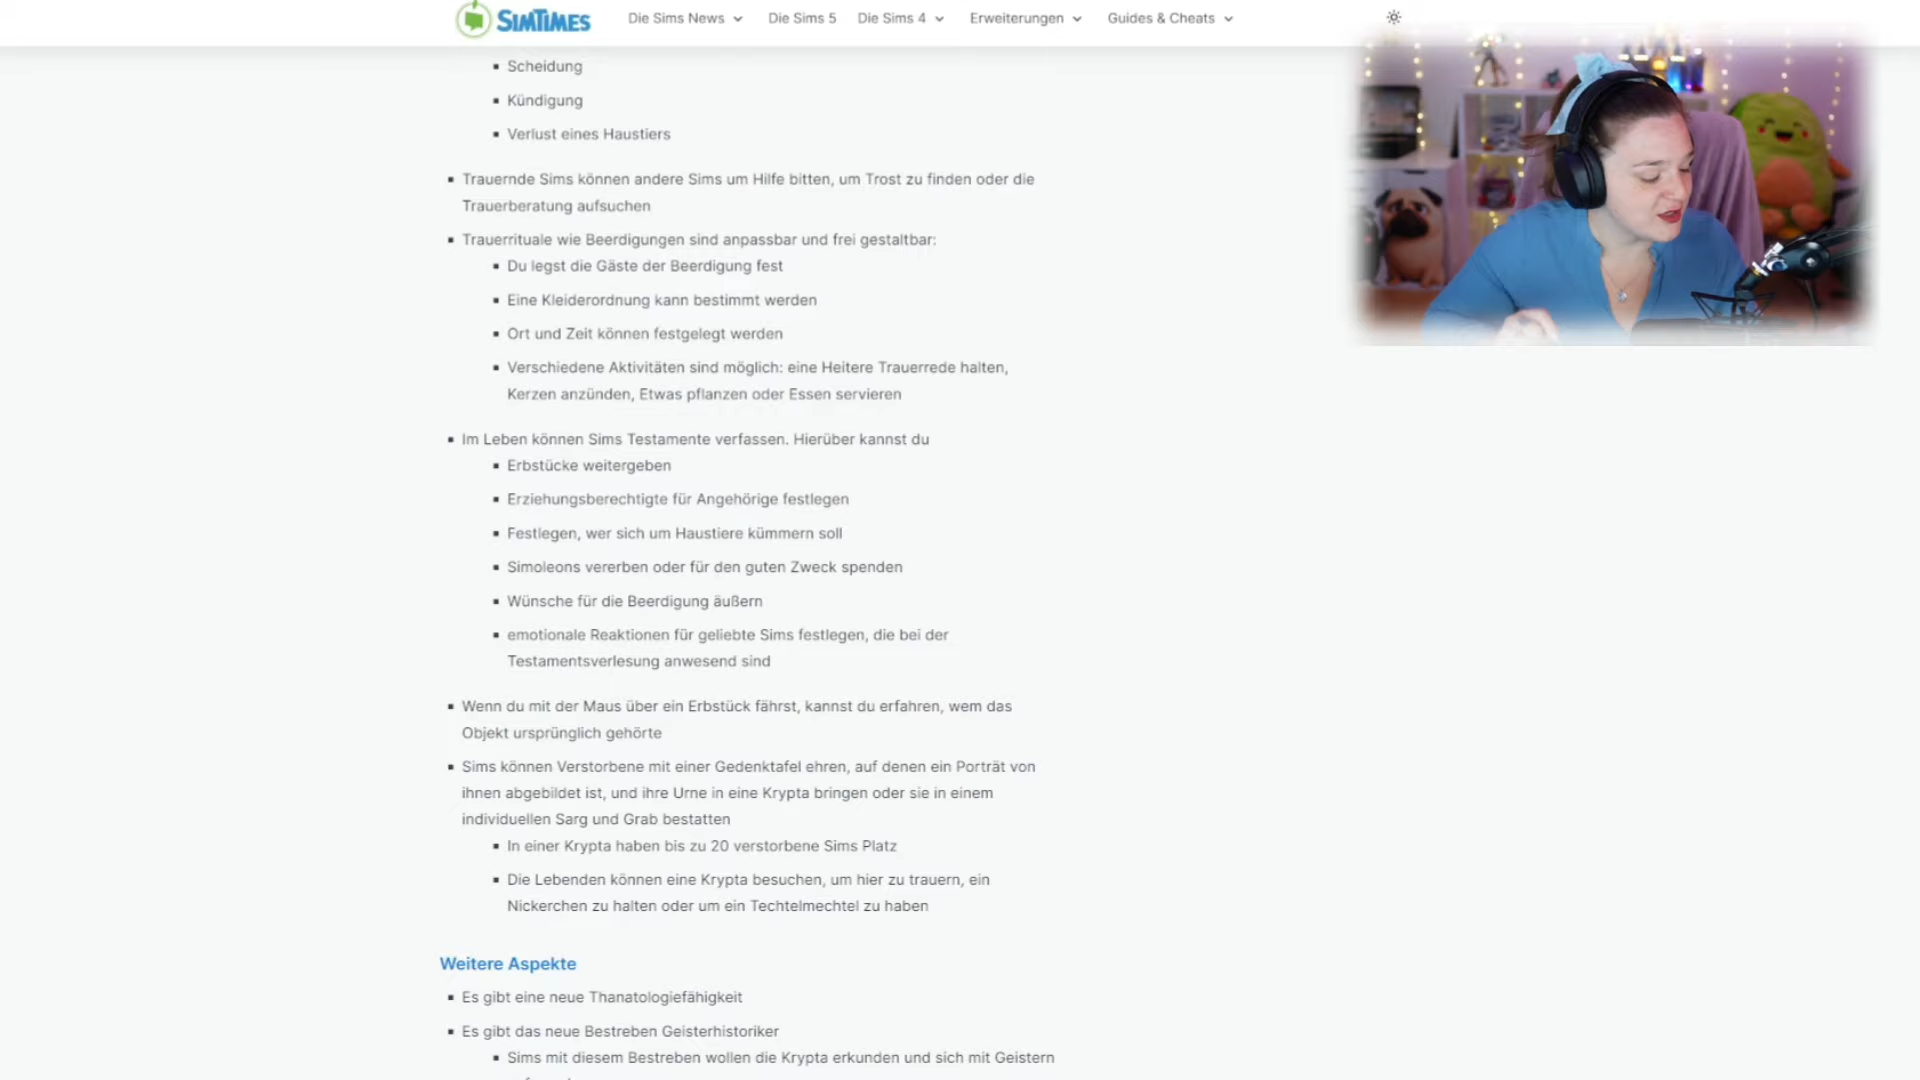 SIMTIMES
Die Sims News
Die Sims 5
Die Sims 4
Erweiterungen
Guides & Cheats
Scheidung
Kündigung
Verlust eines Haustiers
Trauernde Sims können andere Sims um Hilfe bitten, um Trost zu finden oder die
Trauerberatung aufsuchen
Trauerrituale wie Beerdigungen sind anpassbar und frei gestaltbar:
Du legst die Gäste der Beerdigung fest
Eine Kleiderordnung kann bestimmt werden
Ort und Zeit können festgelegt werden
Verschiedene Aktivitäten sind möglich: eine Heitere Trauerrede halten,
Kerzen anzünden, Etwas pflanzen oder Essen servieren
Im Leben können Sims Testamente verfassen. Hierüber kannst du
Erbstücke weitergeben
Erziehungsberechtigte für Angehörige festlegen
Festlegen, wer sich um Haustiere kümmern soll
Simoleons vererben oder für den guten Zweck spenden
Wünsche für die Beerdigung äußern
emotionale Reaktionen für geliebte Sims festlegen, die bei der
Testamentsverlesung anwesend sind
Wenn du mit der Maus über ein Erbstück fährst, kannst du erfahren, wem das
Objekt ursprünglich gehörte
Sims können Verstorbene mit einer Gedenktafel ehren, auf denen ein Porträt von
ihnen abgebildet ist, und ihre Urne in eine Krypta bringen oder sie in einem
individuellen Sarg und Grab bestatten
In einer Krypta haben bis zu 20 verstorbene Sims Platz
Die Lebenden können eine Krypta besuchen, um hier zu trauern, ein
Nickerchen zu halten oder um ein Techtelmechtel zu haben
Weitere Aspekte
Es gibt eine neue Thanatologiefähigkeit
Es gibt das neue Bestreben Geisterhistoriker
Sims mit diesem Bestreben wollen die Krypta erkunden und sich mit Geistern